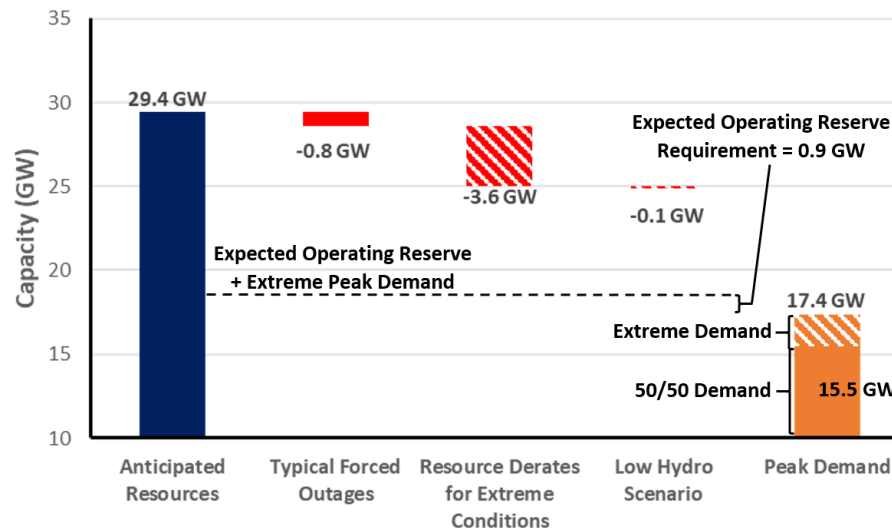 35
30
25
20
15
10
Capacity (GW)
29.4 GW
-0.8 GW
-3.6 GW
-0.1 GW
Expected Operating Reserve
Requirement = 0.9 GW
Expected Operating Reserve
+ Extreme Peak Demand
17.4 GW
Extreme Demand
50/50 Demand
15.5 GW
Anticipated
Resources
Typical Forced
Outages
Resource Derates
for Extreme
Conditions
Low Hydro
Scenario
Peak Demand